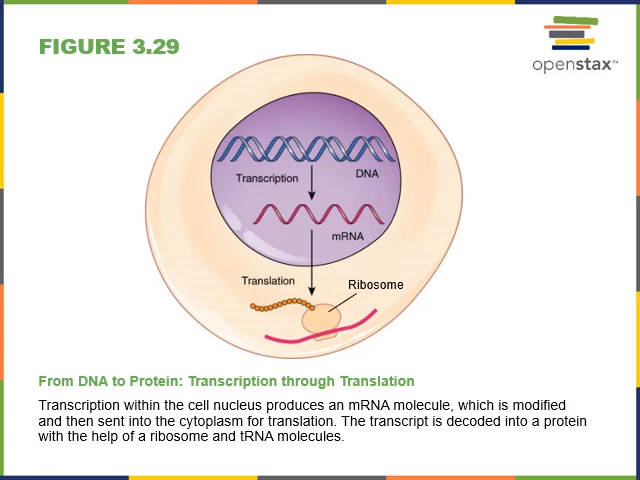 FIGURE 3.29
openstax™
DNA
Transcription
mRNA
Translation
Ribosome
From DNA to Protein: Transcription through Translation
Transcription within the cell nucleus produces an mRNA molecule, which is modified
and then sent into the cytoplasm for translation. The transcript is decoded into a protein
with the help of a ribosome and tRNA molecules.